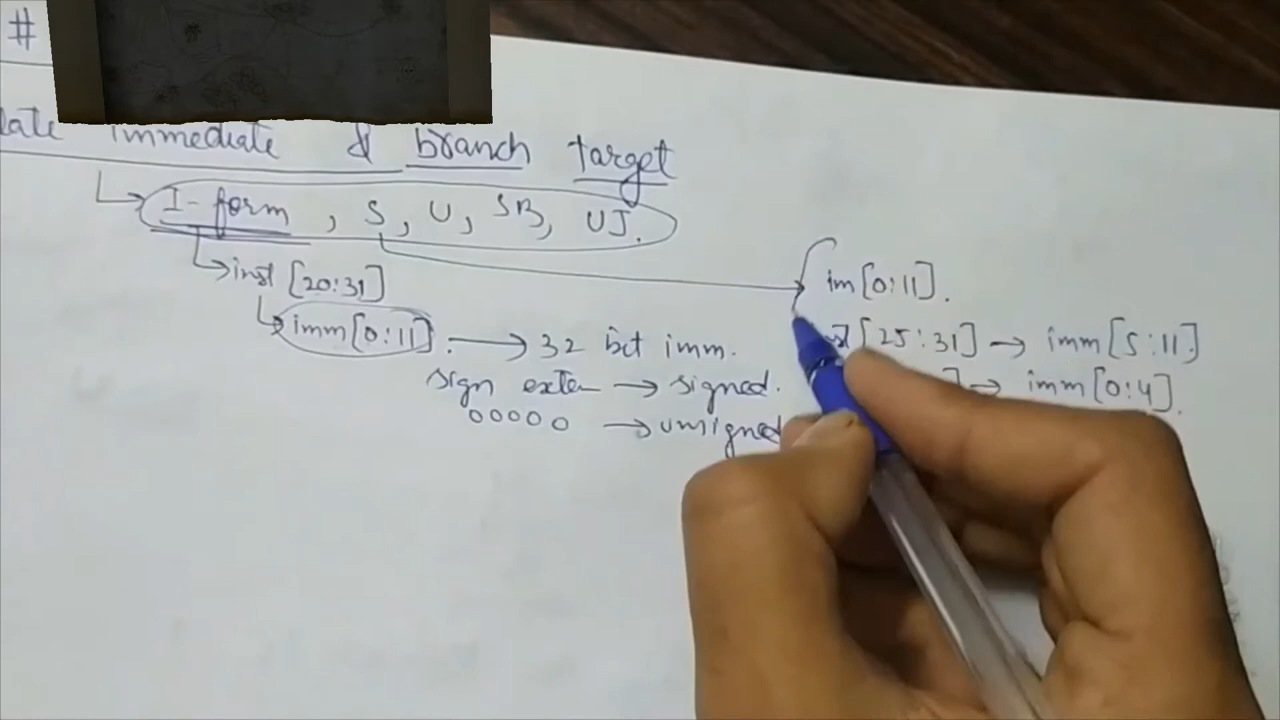 #
late immediate & branch target
I-form, S, U, SB, UJ.
inst [20:31]
imm[0:11]. → 32 bit imm.
sign exten → signed.
00000 → unsigned
im[0:11].
[25:31] → imm[5:11]
] → imm[0:4].